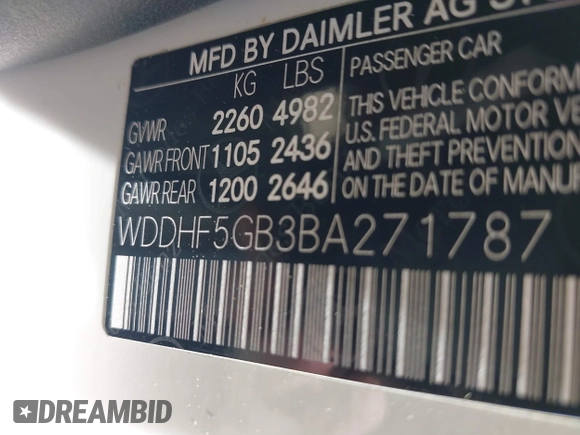 MFD BY DAIMLER AG
KG LBS
GVWR 2260 4982
GAWR FRONT 1105 2436
GAWR REAR 1200 2646
PASSENGER CAR
THIS VEHICLE CONFORM
U.S. FEDERAL MOTOR VE
AND THEFT PREVENTION
ON THE DATE OF MANU
WDDHF5GB3BA271787
DREAMBID